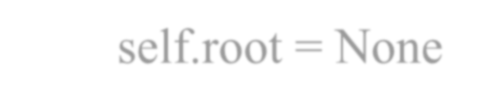 self.root = None